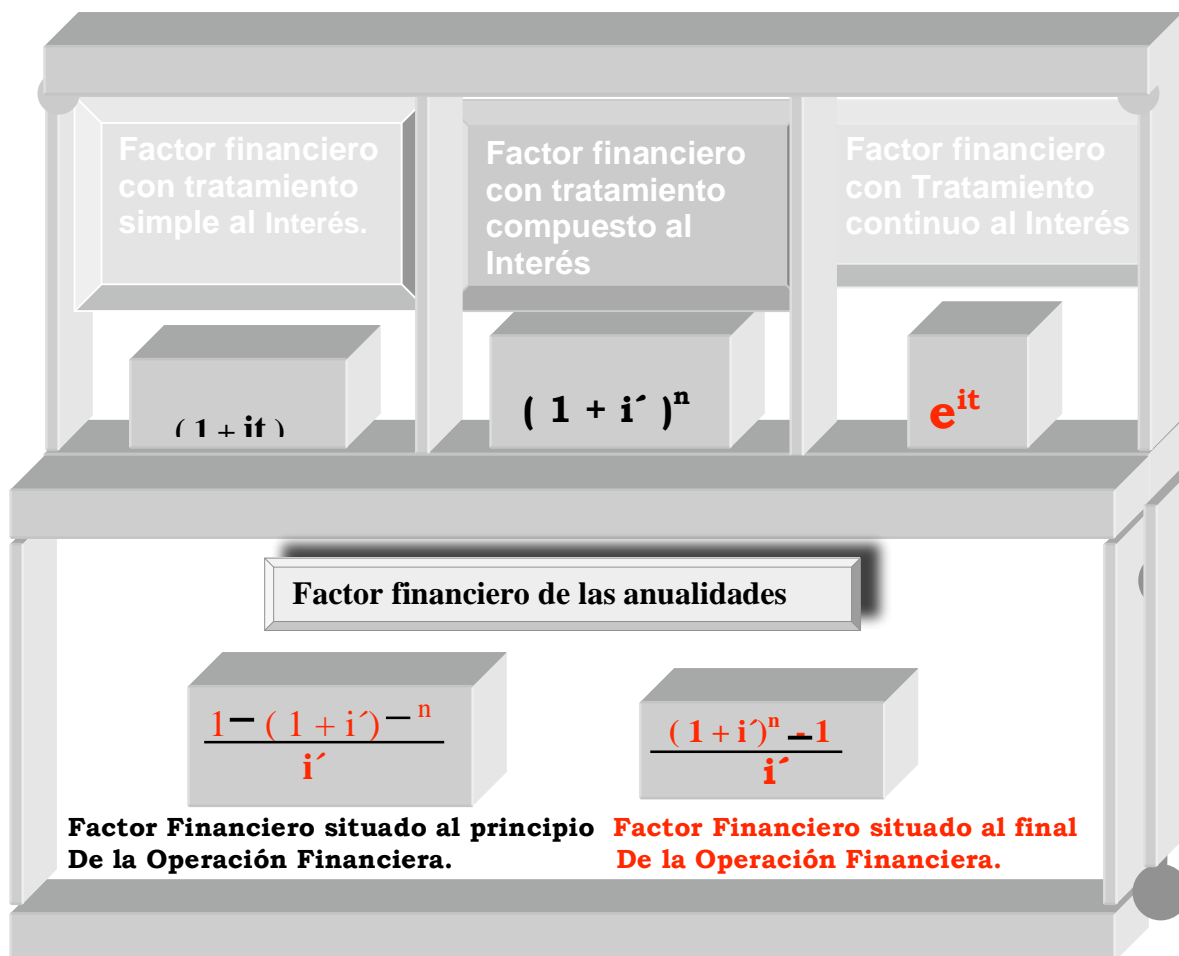 Factor financiero
con tratamiento
simple al Interés.
Factor financiero
con tratamiento
compuesto al
Interés
Factor financiero
con Tratamiento
continuo al Interés
( 1 + it )
( 1 + i´ )ⁿ
eⁱᵗ
Factor financiero de las anualidades
1 – ( 1 + i´) – ⁿ
i´
( 1 + i´)ⁿ - 1
i´
Factor Financiero situado al principio
De la Operación Financiera.
Factor Financiero situado al final
De la Operación Financiera.